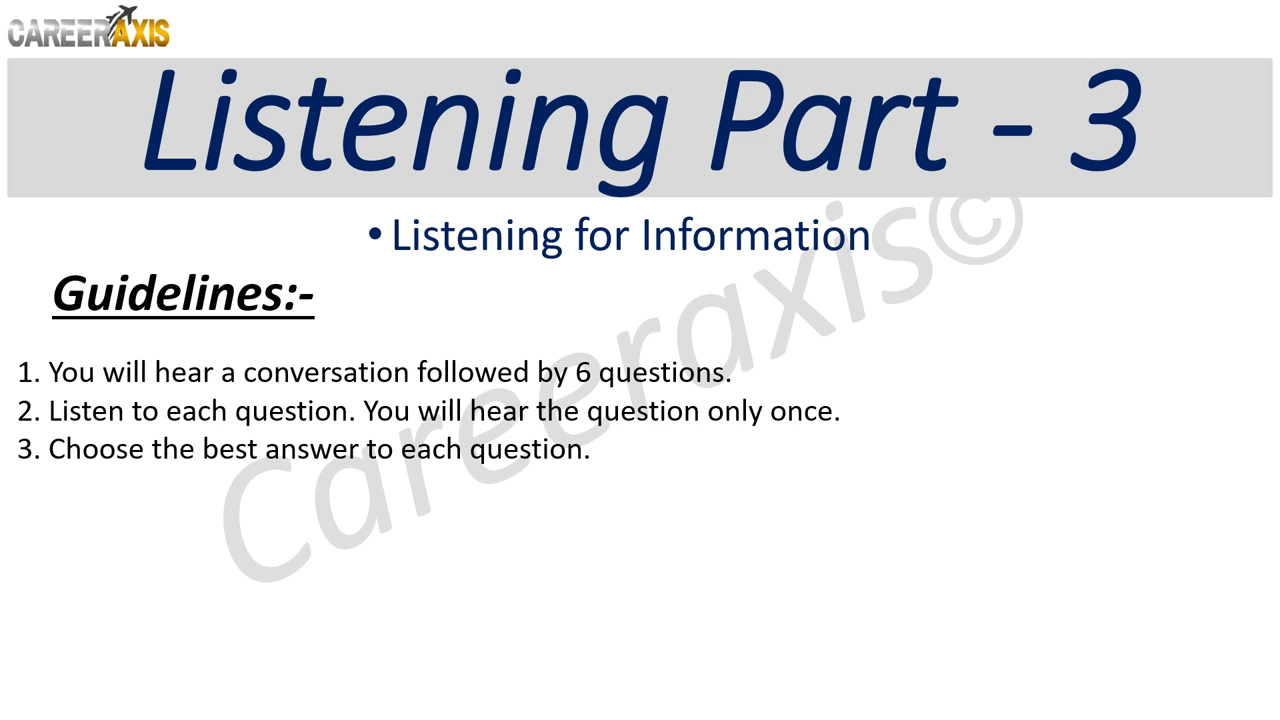 CAREERAXIS
Listening Part - 3
• Listening for Information
Guidelines:-
1. You will hear a conversation followed by 6 questions.
2. Listen to each question. You will hear the question only once.
3. Choose the best answer to each question.
Careeraxis©